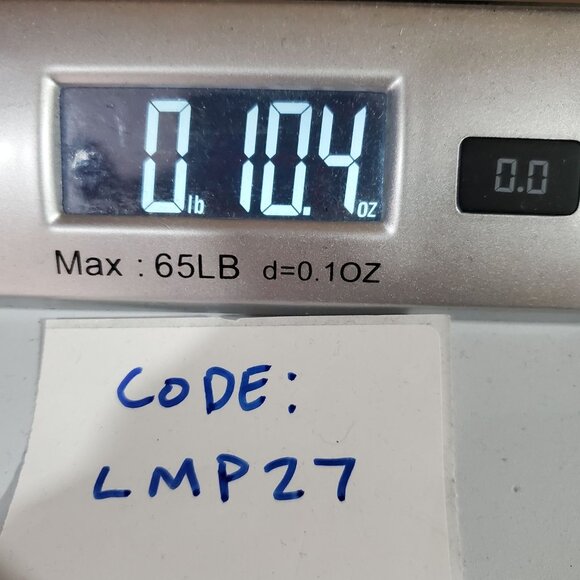 0 lb 10.4 oz
0.0
Max : 65LB d=0.1OZ
CODE:
LMP27